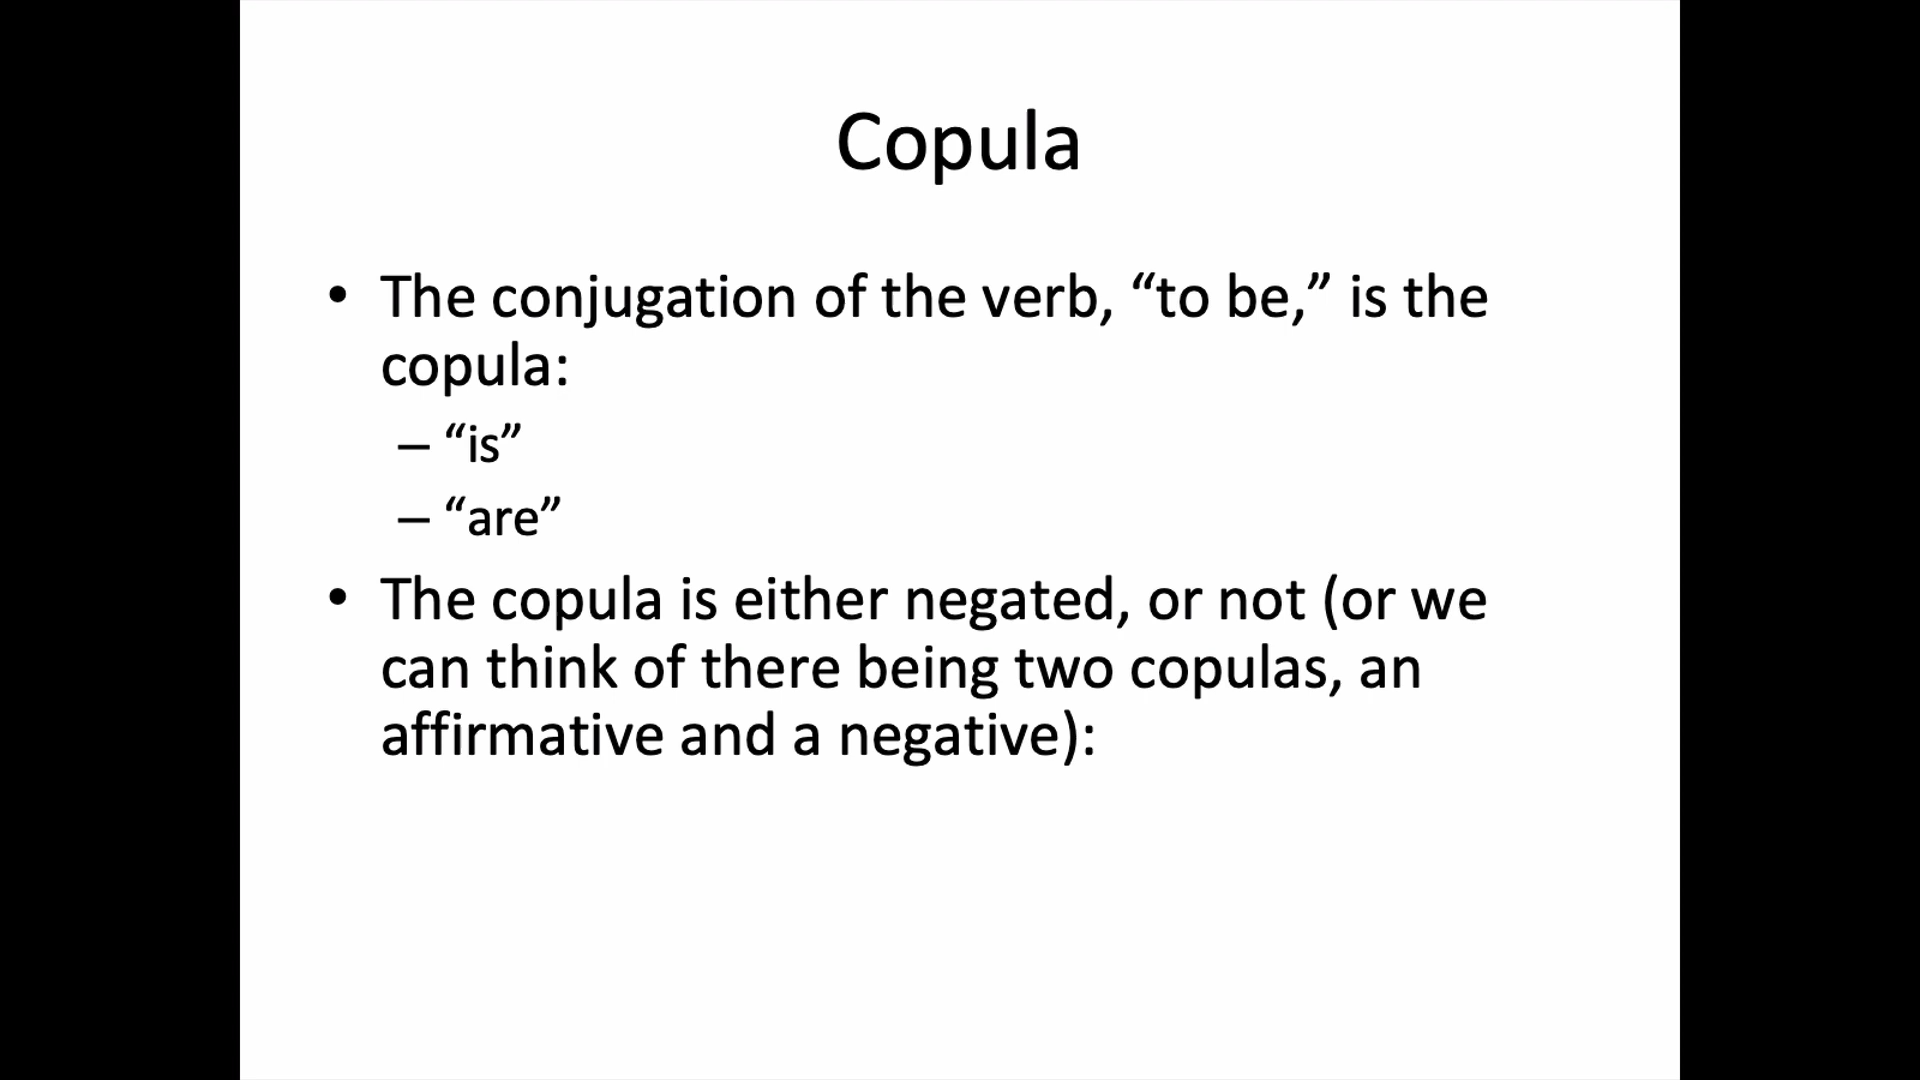 Copula
• The conjugation of the verb, “to be,” is the
copula:
– “is”
– “are”
• The copula is either negated, or not (or we
can think of there being two copulas, an
affirmative and a negative):